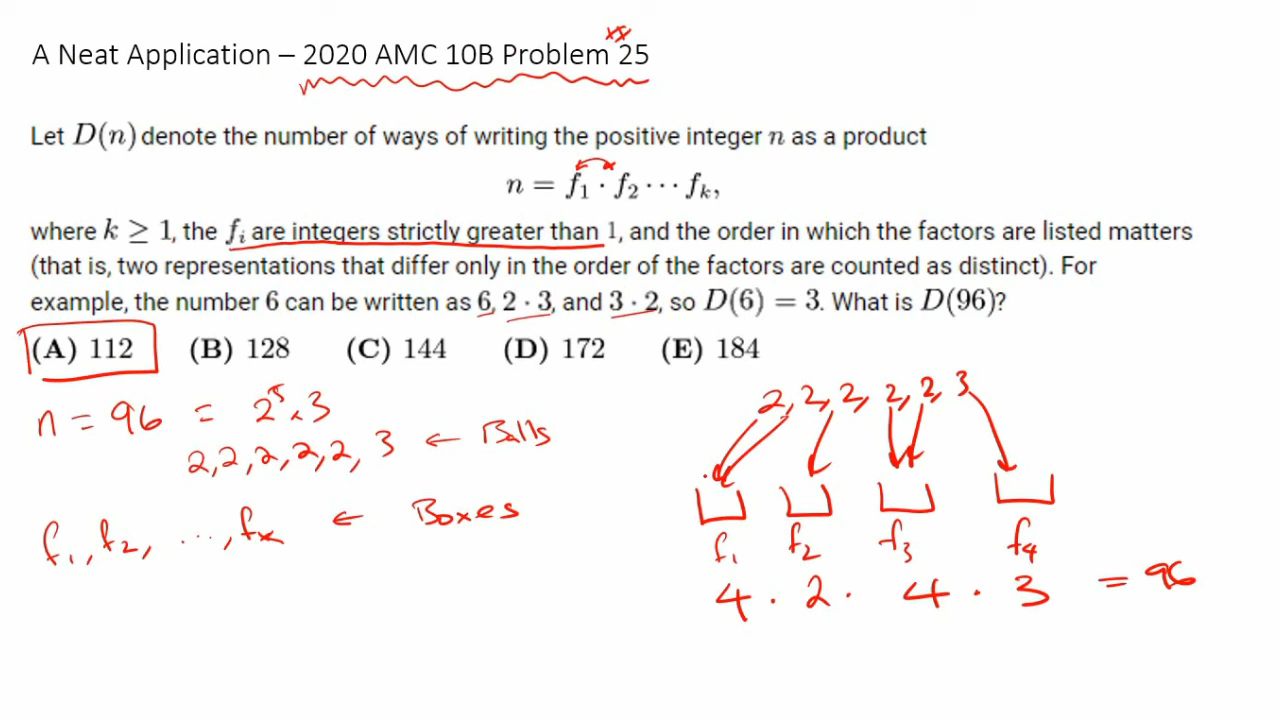 A Neat Application – 2020 AMC 10B Problem 25
Let D(n) denote the number of ways of writing the positive integer n as a product
n = f₁ · f₂ ··· fₖ,
where k ≥ 1, the fᵢ are integers strictly greater than 1, and the order in which the factors are listed matters
(that is, two representations that differ only in the order of the factors are counted as distinct). For
example, the number 6 can be written as 6, 2 · 3, and 3 · 2, so D(6) = 3. What is D(96)?
(A) 112 (B) 128 (C) 144 (D) 172 (E) 184
n = 96 = 2⁵ × 3
2,2,2,2,2,3 ← Balls
f₁, f₂, ..., fₖ ← Boxes
2, 2, 2, 2, 2, 3
f₁ f₂ f₃ f₄
4 · 2 · 4 · 3 = 96